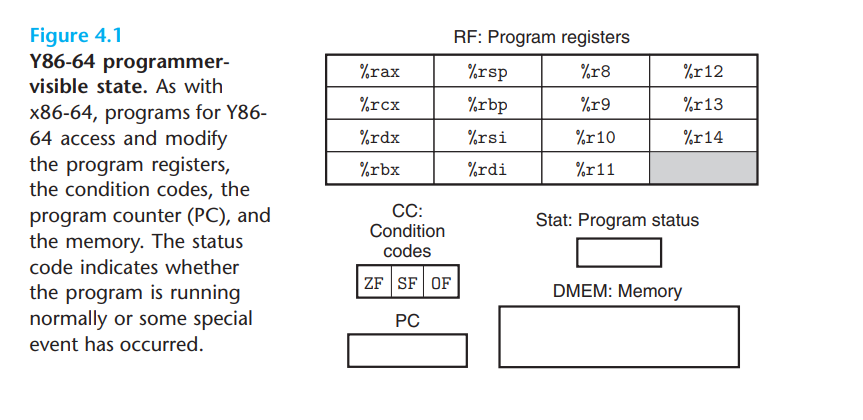 Figure 4.1
Y86-64 programmer-
visible state. As with
x86-64, programs for Y86-
64 access and modify
the program registers,
the condition codes, the
program counter (PC), and
the memory. The status
code indicates whether
the program is running
normally or some special
event has occurred.
RF: Program registers
%rax %rsp %r8 %r12
%rcx %rbp %r9 %r13
%rdx %rsi %r10 %r14
%rbx %rdi %r11
CC:
Condition
codes
ZF SF OF
Stat: Program status
PC
DMEM: Memory